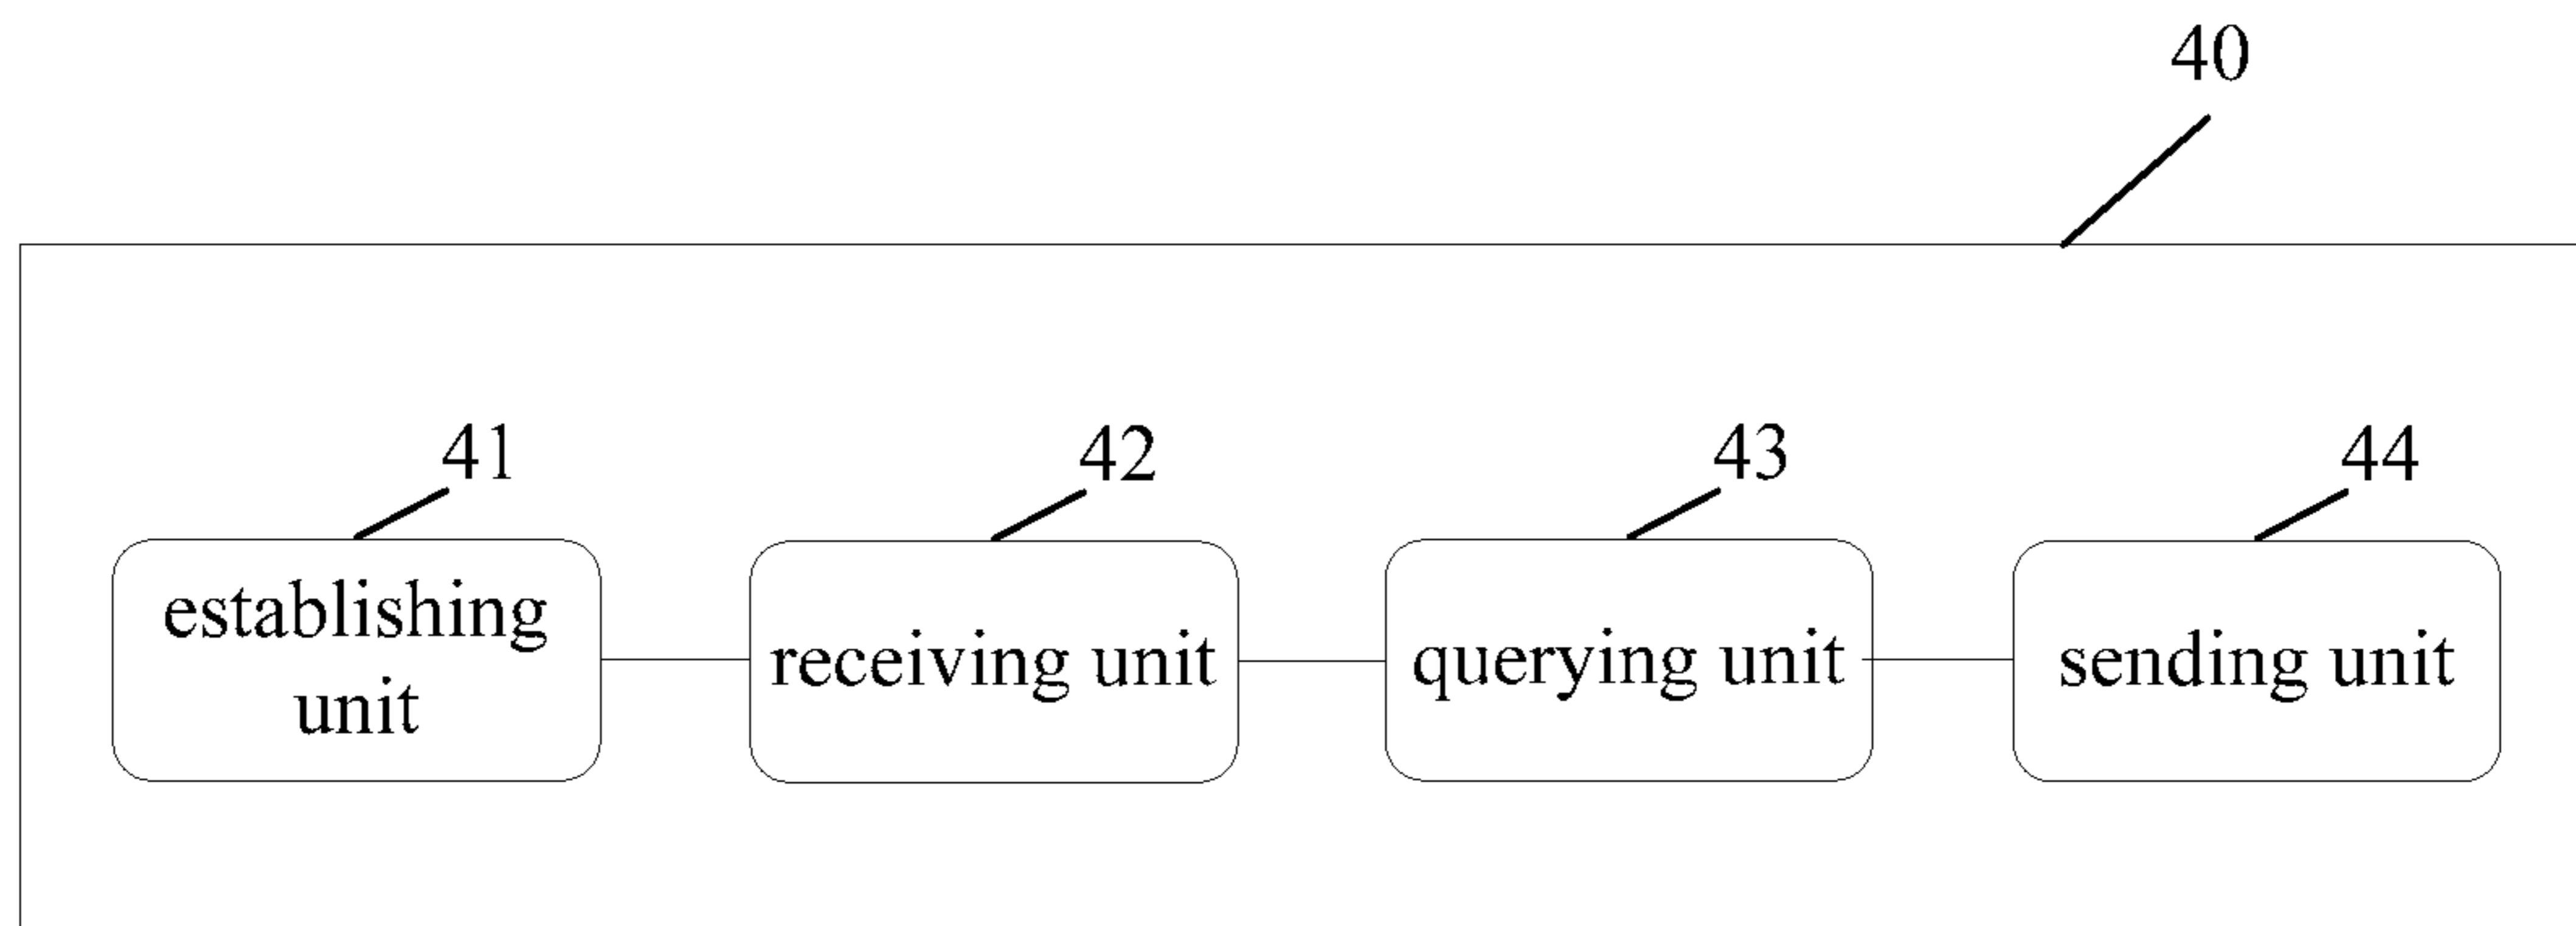 40
41
42
43
44
establishing
unit
receiving unit
querying unit
sending unit